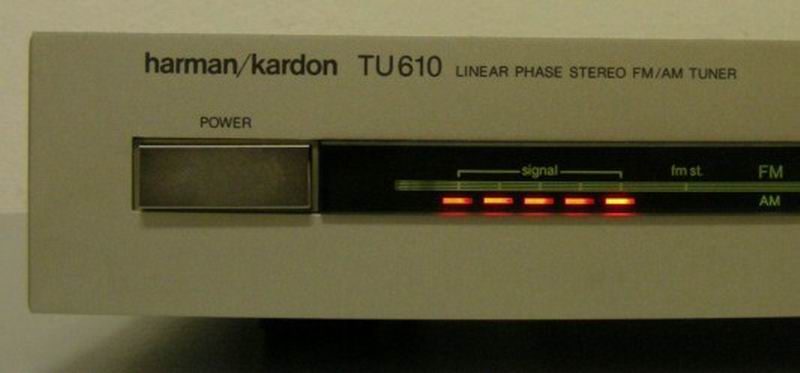 harman/kardon TU610 LINEAR PHASE STEREO FM/AM TUNER
POWER
signal fm st. FM
AM